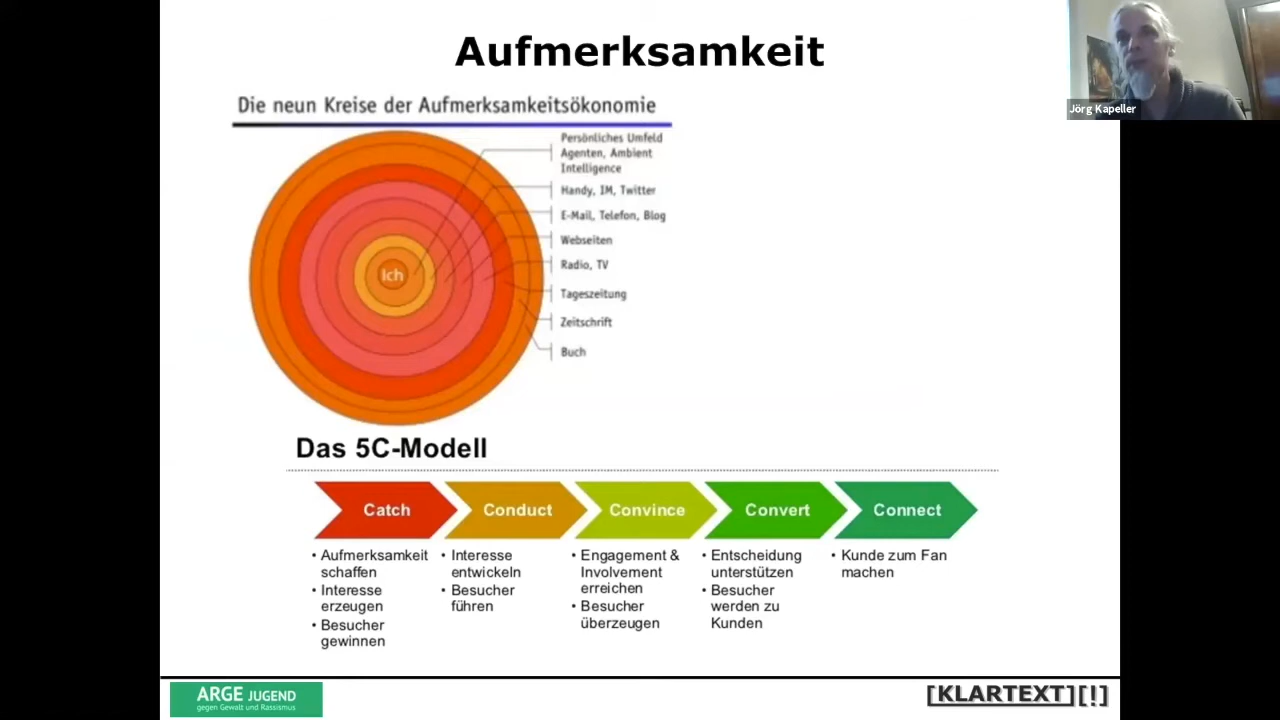 Aufmerksamkeit
Jörg Kapeller
Die neun Kreise der Aufmerksamkeitsökonomie
Ich
Persönliches Umfeld
Agenten, Ambient
Intelligence
Handy, IM, Twitter
E-Mail, Telefon, Blog
Webseiten
Radio, TV
Tageszeitung
Zeitschrift
Buch
Das 5C-Modell
Catch
• Aufmerksamkeit
schaffen
• Interesse
erzeugen
• Besucher
gewinnen
Conduct
• Interesse
entwickeln
• Besucher
führen
Convince
• Engagement &
Involvement
erreichen
• Besucher
überzeugen
Convert
• Entscheidung
unterstützen
• Besucher
werden zu
Kunden
Connect
• Kunde zum Fan
machen
ARGE JUGEND
gegen Gewalt und Rassismus
[KLARTEXT][!]